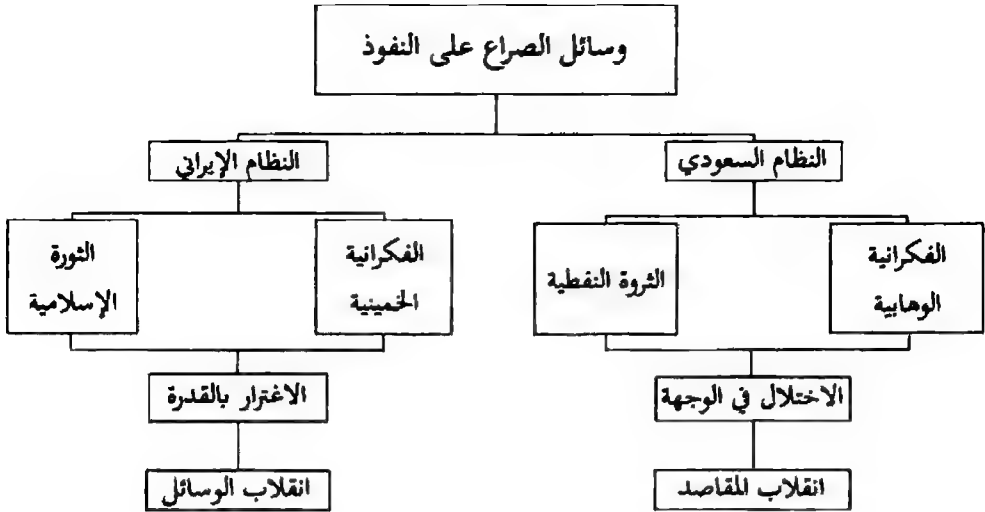 وسائل الصراع على النفوذ
النظام السعودي
النظام الإيراني
الفكرانية
الوهابية
الثروة النفطية
الفكرانية
الخمينية
الثورة
الإسلامية
الاختلال في الوجهة
الاغترار بالقدرة
انقلاب المقاصد
انقلاب الوسائل